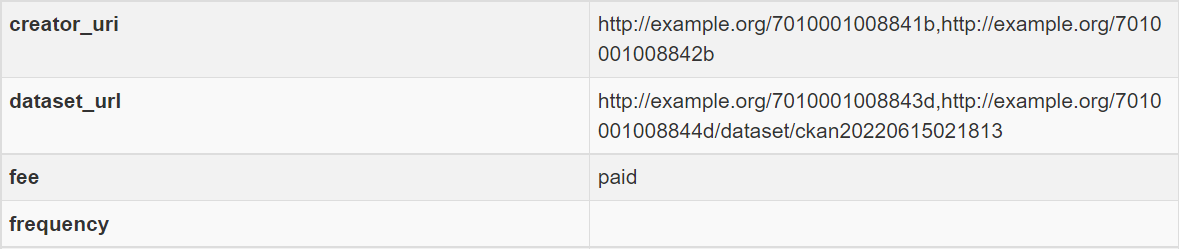 creator_uri http://example.org/7010001008841b,http://example.org/7010
001008842b
dataset_url http://example.org/7010001008843d,http://example.org/7010
001008844d/dataset/ckan20220615021813
fee paid
frequency